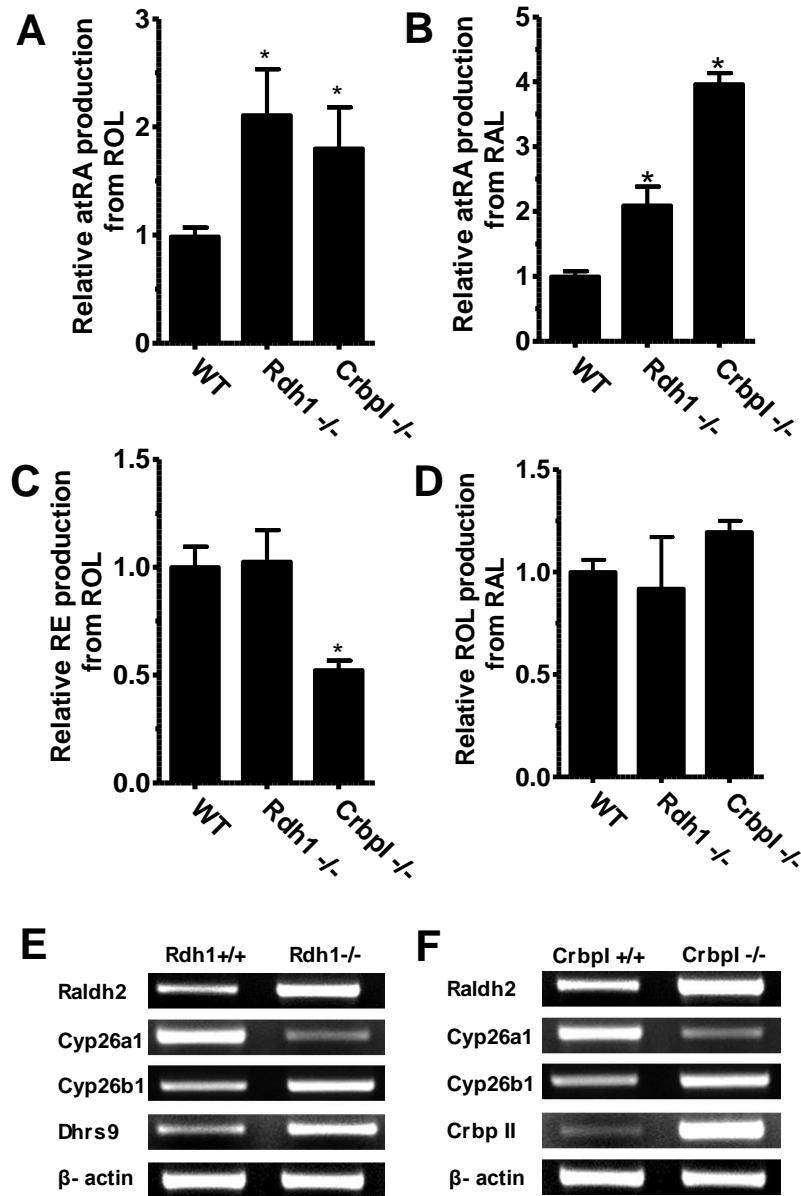 A
Relative atRA production
from ROL
3
2
1
0
*
*
WT
Rdh1 -/-
CrbpI -/-
B
Relative atRA production
from RAL
5
4
3
2
1
0
*
*
WT
Rdh1 -/-
CrbpI -/-
C
Relative RE production
from ROL
1.5
1.0
0.5
0.0
*
WT
Rdh1 -/-
CrbpI -/-
D
Relative ROL production
from RAL
1.5
1.0
0.5
0.0
WT
Rdh1 -/-
CrbpI -/-
E
Rdh1+/+ Rdh1-/-
Raldh2
Cyp26a1
Cyp26b1
Dhrs9
β- actin
F
CrbpI +/+ CrbpI -/-
Raldh2
Cyp26a1
Cyp26b1
Crbp II
β- actin